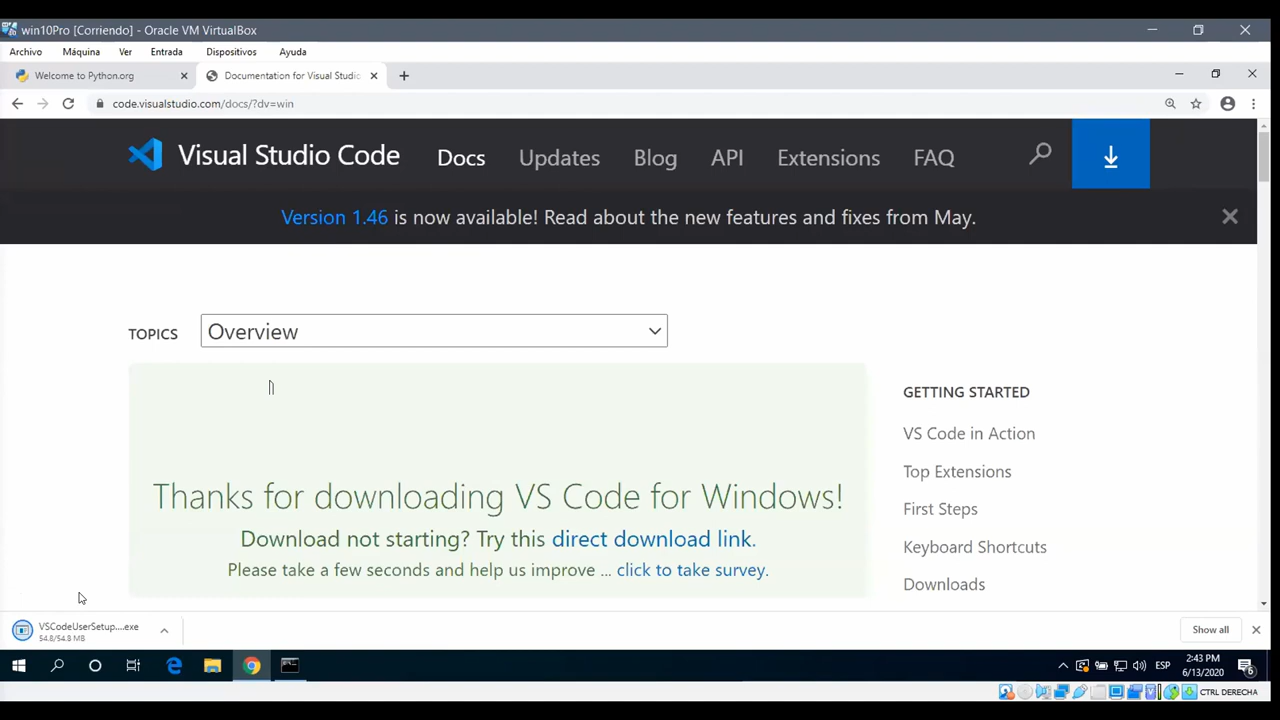 win10Pro [Corriendo] - Oracle VM VirtualBox
Archivo Máquina Ver Entrada Dispositivos Ayuda
Welcome to Python.org
Documentation for Visual Studio
code.visualstudio.com/docs/?dv=win
Visual Studio Code Docs Updates Blog API Extensions FAQ
Version 1.46 is now available! Read about the new features and fixes from May.
TOPICS Overview
Thanks for downloading VS Code for Windows!
Download not starting? Try this direct download link.
Please take a few seconds and help us improve ... click to take survey.
GETTING STARTED
VS Code in Action
Top Extensions
First Steps
Keyboard Shortcuts
Downloads
VSCodeUserSetup....exe
54.8/54.8 MB
Show all
ESP
2:43 PM
6/13/2020
6
CTRL DERECHA